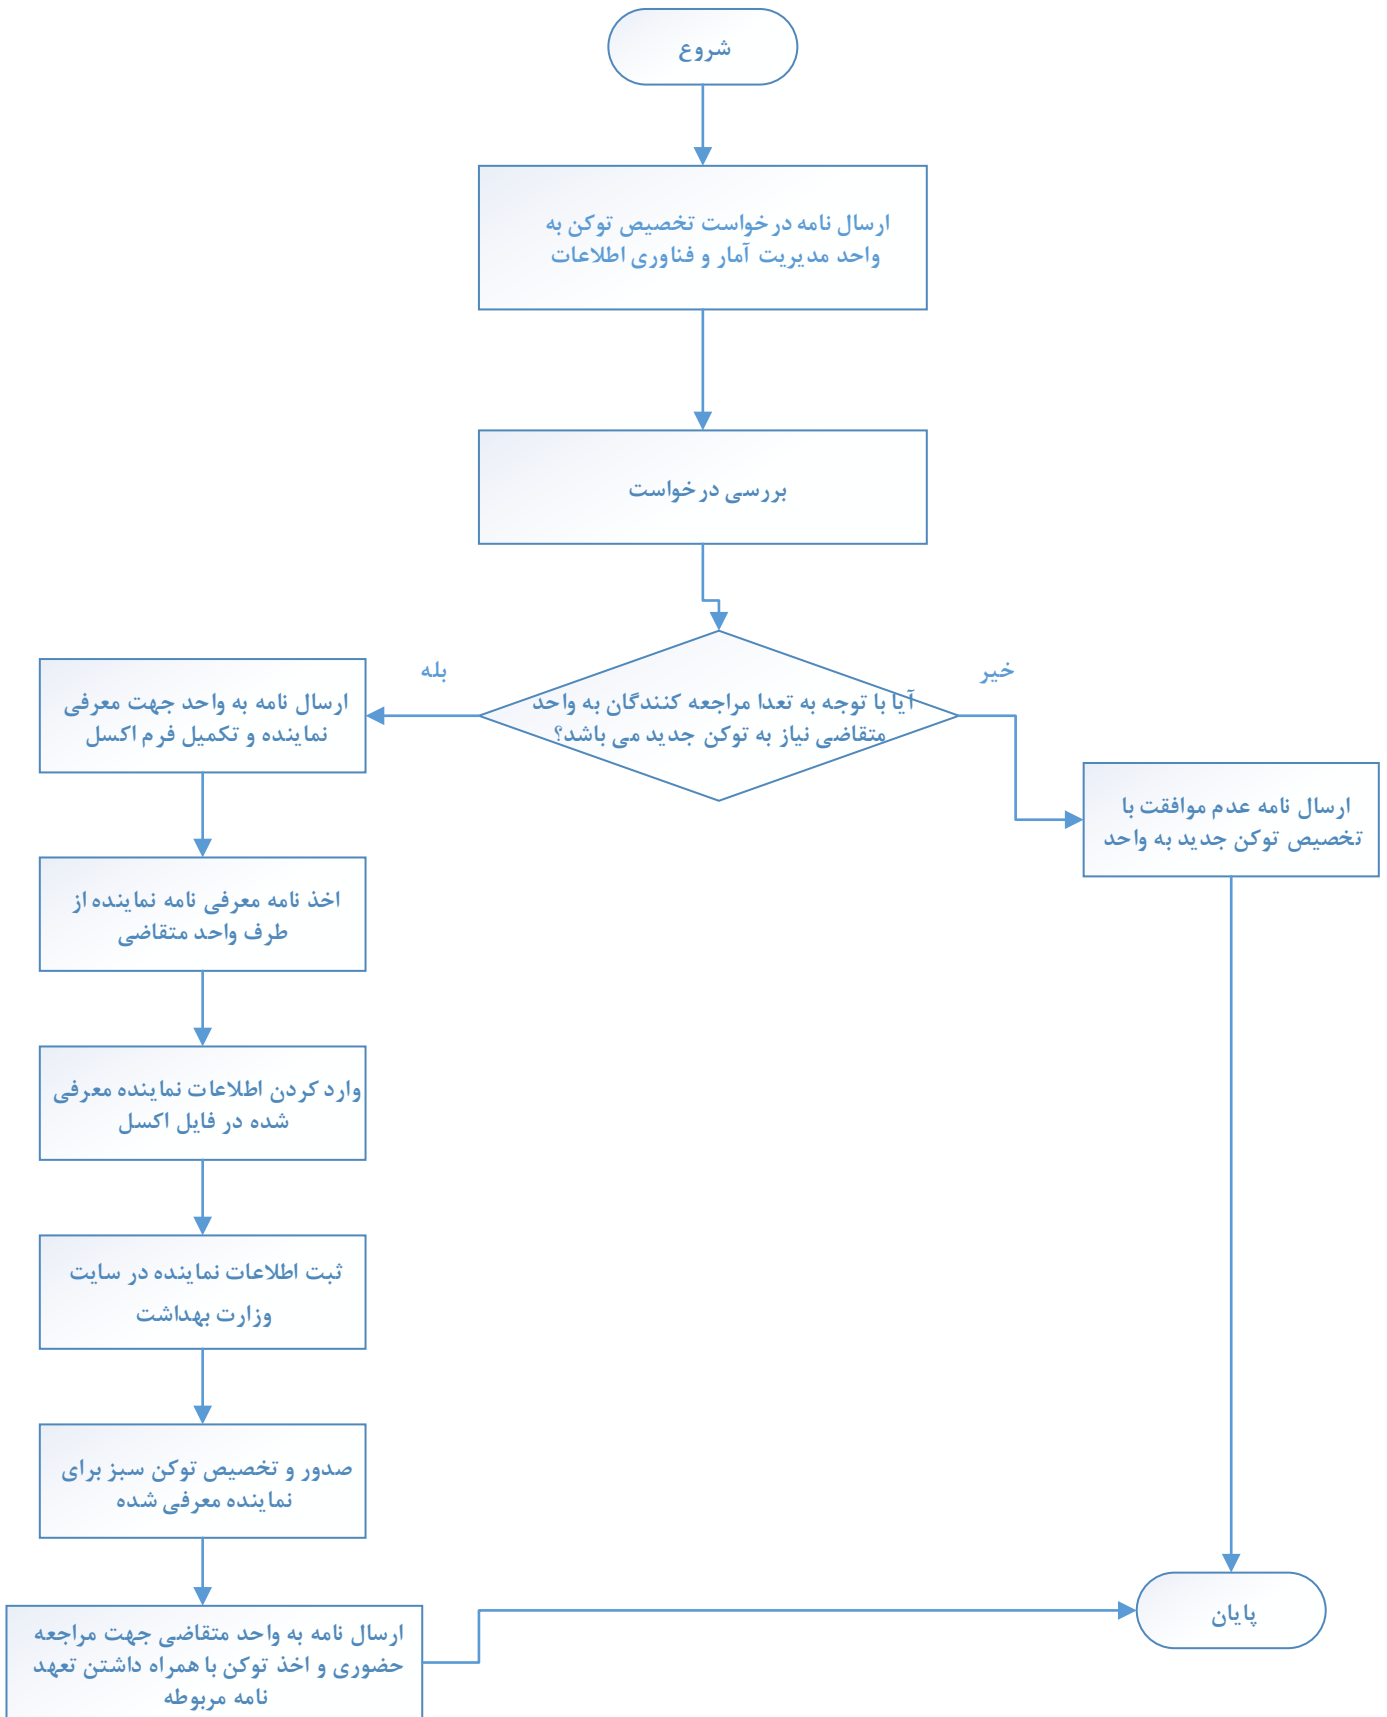 شروع
ارسال نامه درخواست تخصیص توکن به
واحد مدیریت آمار و فناوری اطلاعات
بررسی درخواست
آیا با توجه به تعدا مراجعه کنندگان به واحد
متقاضی نیاز به توکن جدید می باشد؟
خیر
بله
ارسال نامه عدم موافقت با
تخصیص توکن جدید به واحد
ارسال نامه به واحد جهت معرفی
نماینده و تکمیل فرم اکسل
اخذ نامه معرفی نامه نماینده از
طرف واحد متقاضی
وارد کردن اطلاعات نماینده معرفی
شده در فایل اکسل
ثبت اطلاعات نماینده در سایت
وزارت بهداشت
صدور و تخصیص توکن سبز برای
نماینده معرفی شده
ارسال نامه به واحد متقاضی جهت مراجعه
حضوری و اخذ توکن با همراه داشتن تعهد
نامه مربوطه
پایان